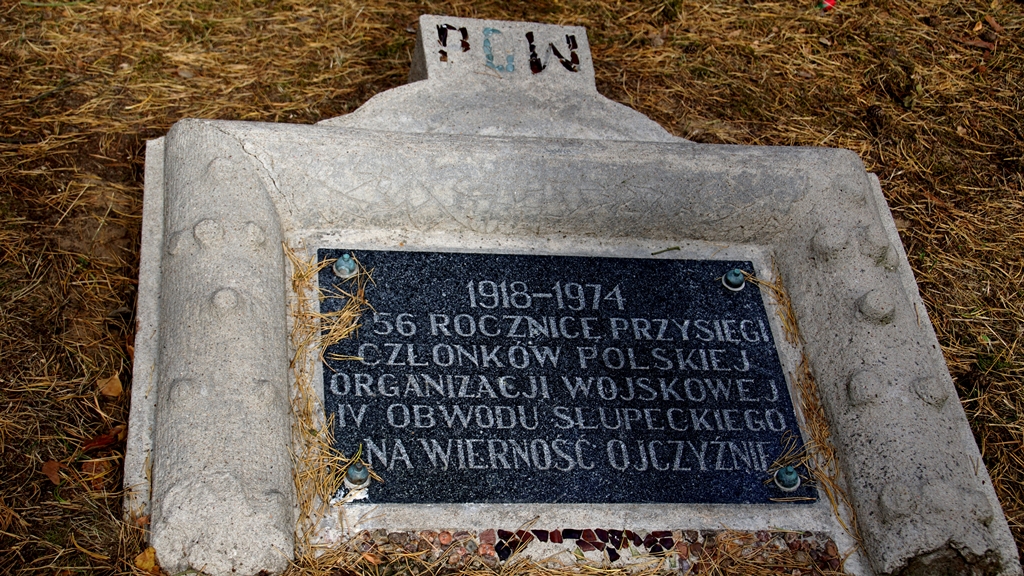 POW
1918-1974
56 ROCZNICĘ PRZYSIĘGI
CZŁONKÓW POLSKIEJ
ORGANIZACJI WOJSKOWEJ
IV OBWODU SŁUPECKIEGO
NA WIERNOŚĆ OJCZYŹNIE